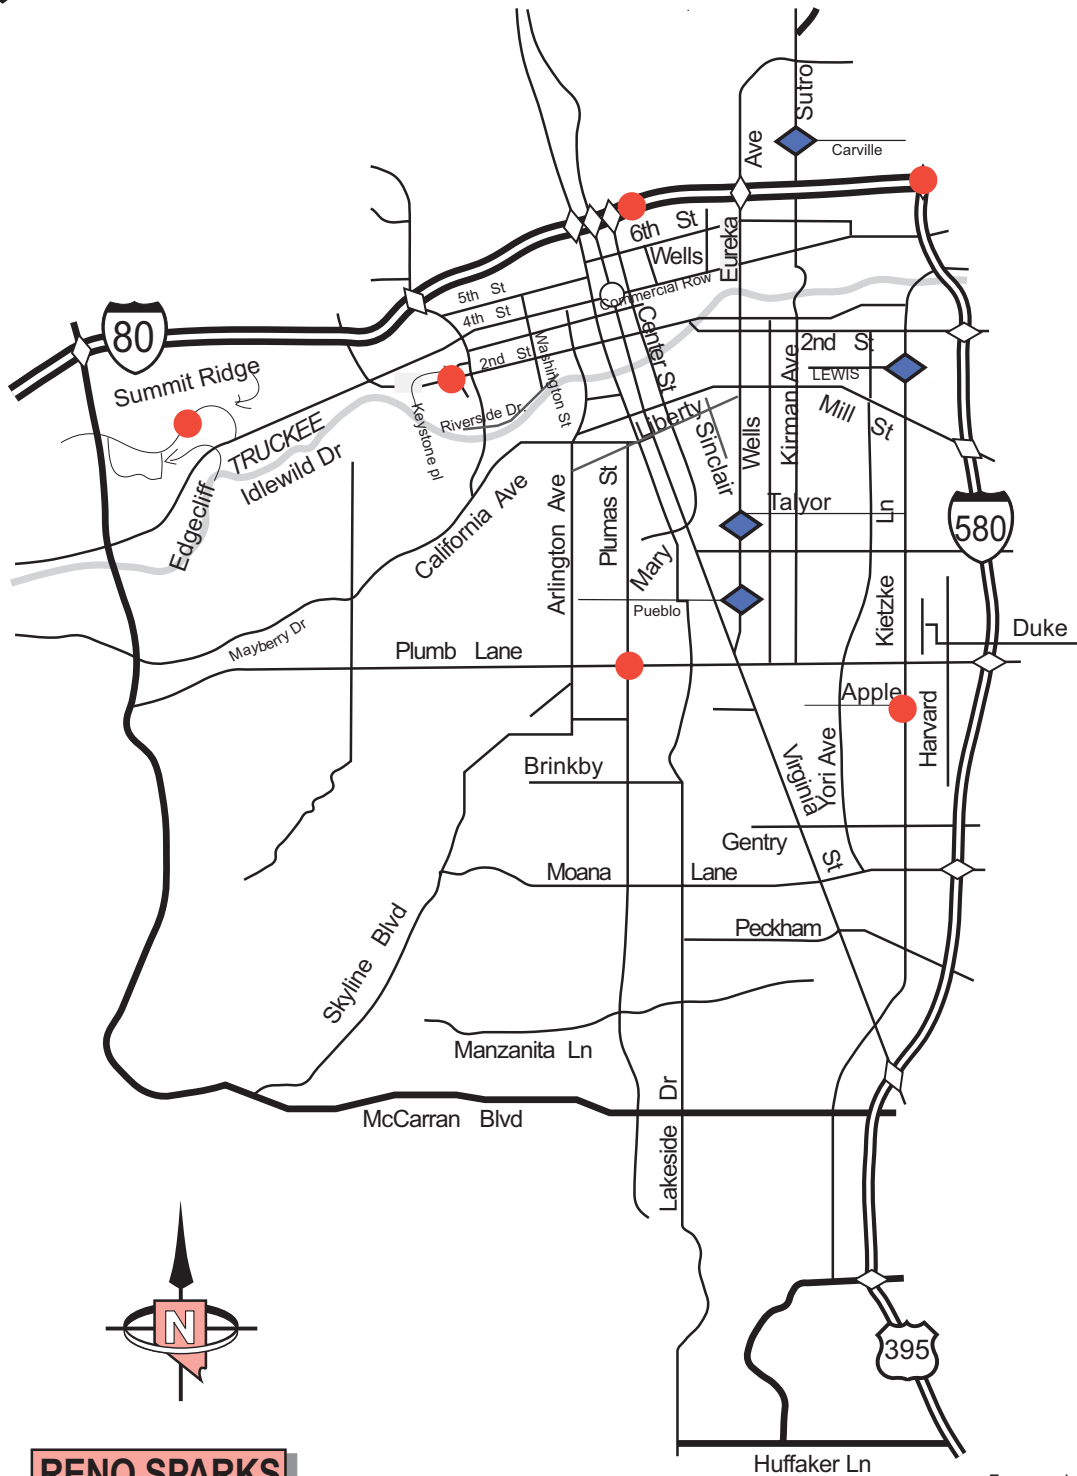 Sutro
Ave
Carville
6th St
Wells
Eureka
Commercial Row
5th St
4th St
2nd St
Washington St
Center St
80
Summit Ridge
2nd St
LEWIS
Kirman Ave
Mill St
Keystone pl
Riverside Dr.
Liberty
Sinclair
Wells
TRUCKEE
Idlewild Dr
Edgecliff
California Ave
Arlington Ave
Plumas St
Talyor
Ln
580
Mary
Pueblo
Kietzke
Duke
Mayberry Dr
Plumb Lane
Apple
Harvard
Brinkby
Virginia
Yori Ave
Gentry
St
Moana Lane
Skyline Blvd
Peckham
Manzanita Ln
McCarran Blvd
Lakeside Dr
N
395
RENO SPARKS
Huffaker Ln